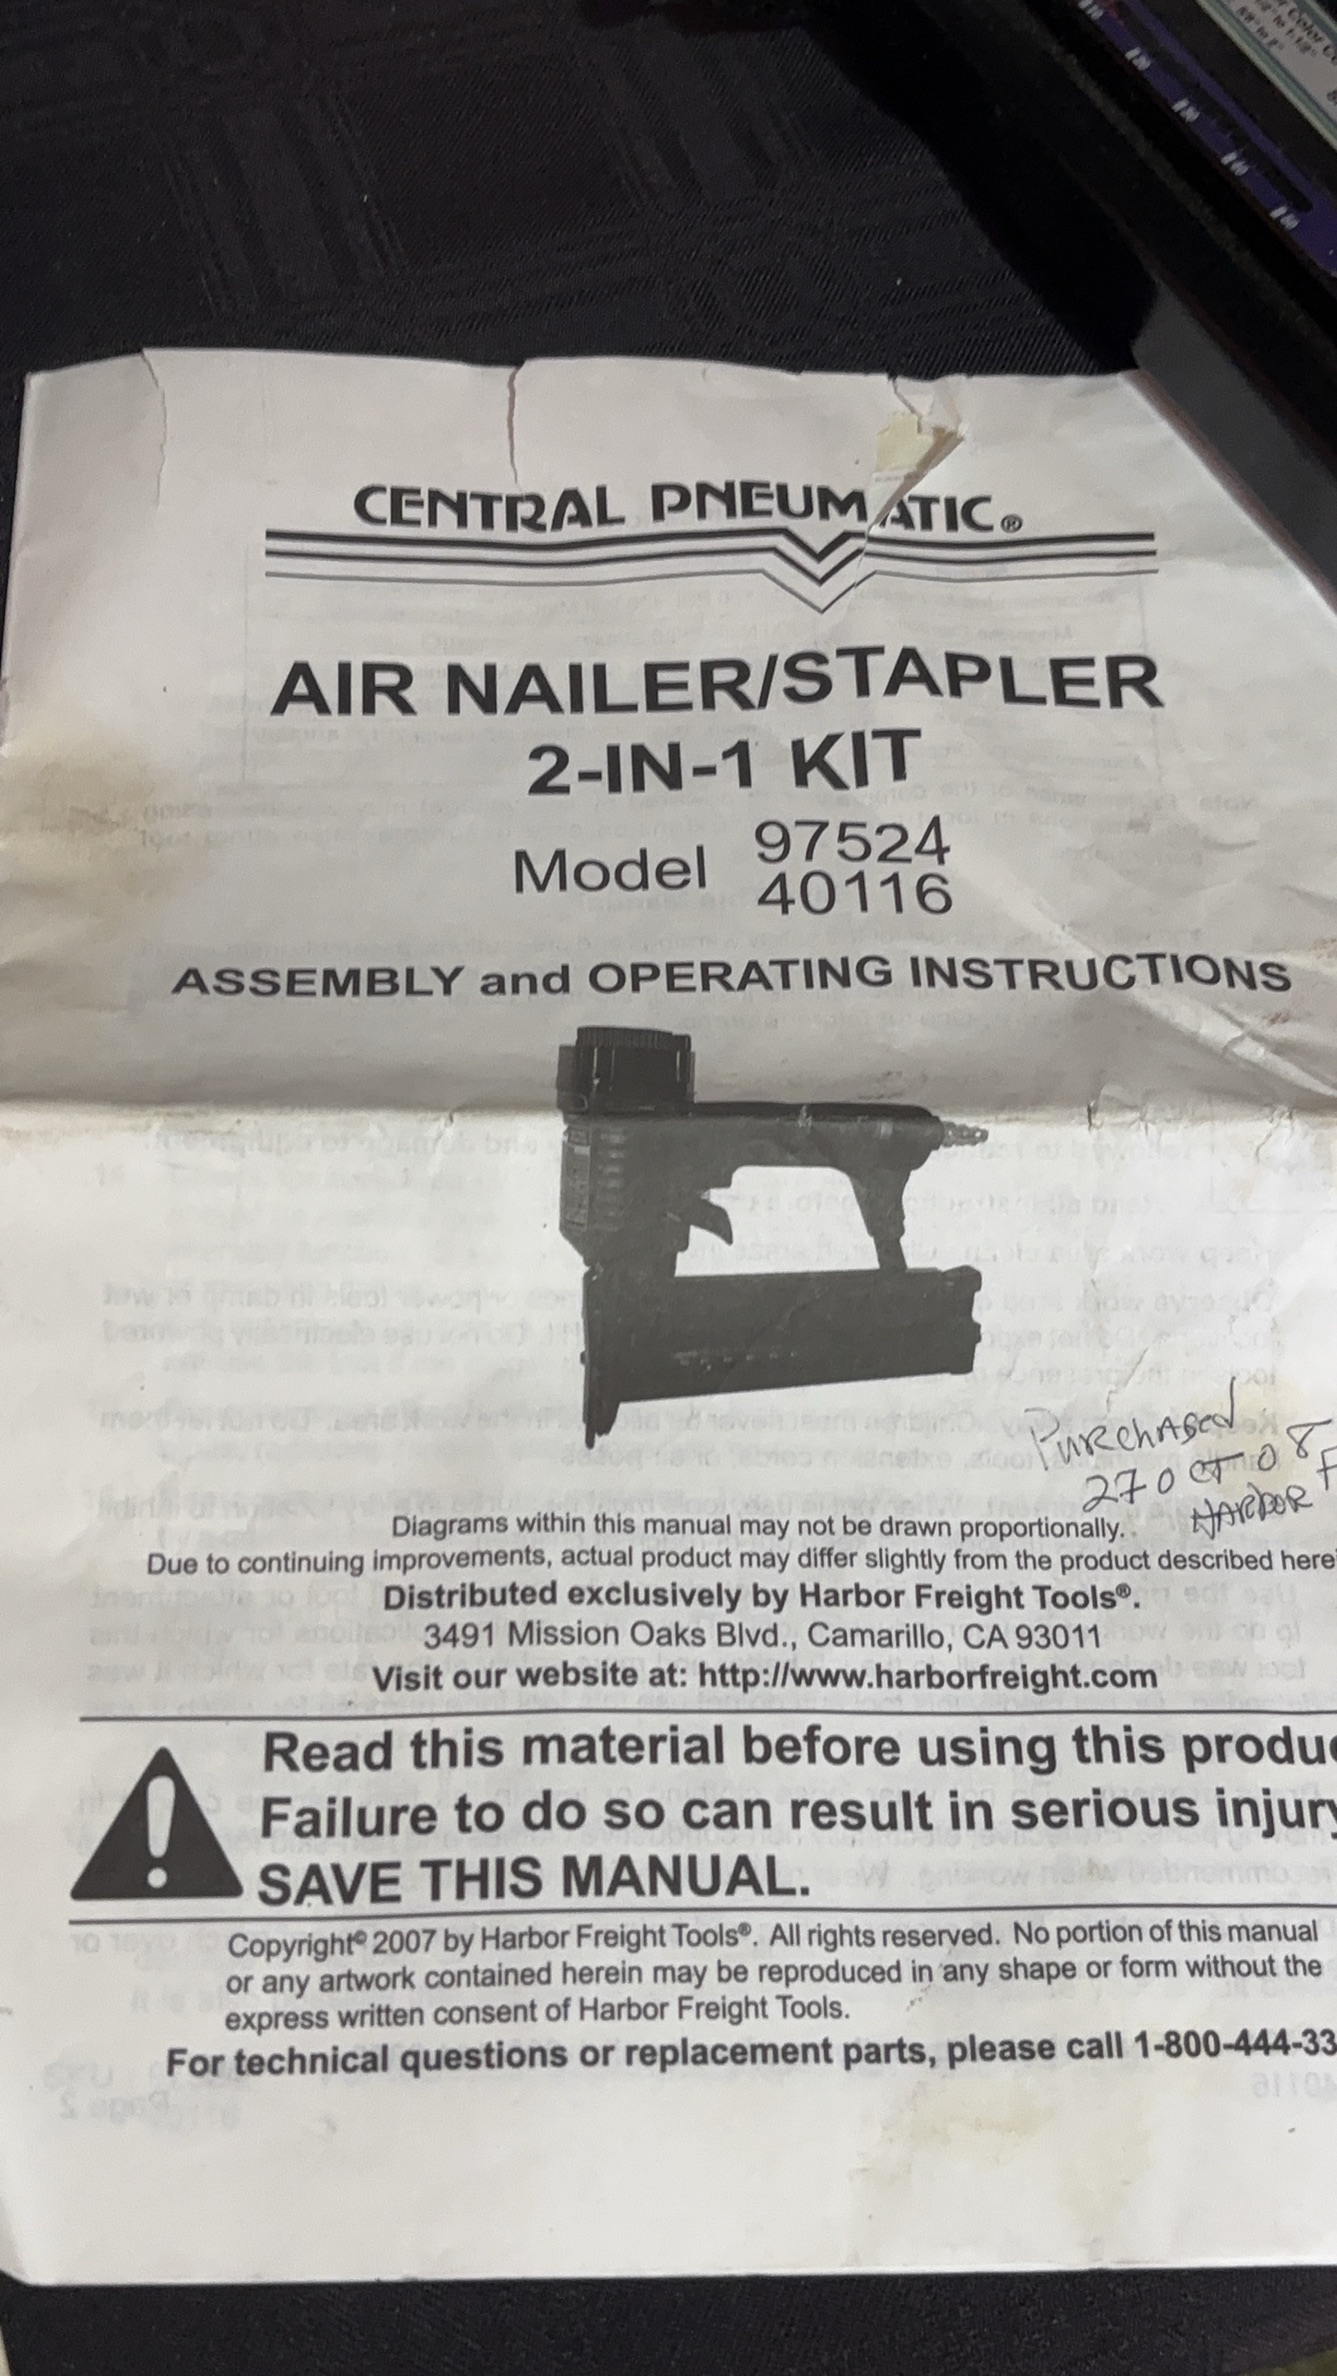 CENTRAL PNEUMATIC®
AIR NAILER/STAPLER
2-IN-1 KIT
Model 97524
40116
ASSEMBLY and OPERATING INSTRUCTIONS
PURCHASED
27 OCT 08
HARBOR F
Diagrams within this manual may not be drawn proportionally.
Due to continuing improvements, actual product may differ slightly from the product described here
Distributed exclusively by Harbor Freight Tools®.
3491 Mission Oaks Blvd., Camarillo, CA 93011
Visit our website at: http://www.harborfreight.com
Read this material before using this produ
Failure to do so can result in serious injury
SAVE THIS MANUAL.
Copyright© 2007 by Harbor Freight Tools®. All rights reserved. No portion of this manual
or any artwork contained herein may be reproduced in any shape or form without the
express written consent of Harbor Freight Tools.
For technical questions or replacement parts, please call 1-800-444-33